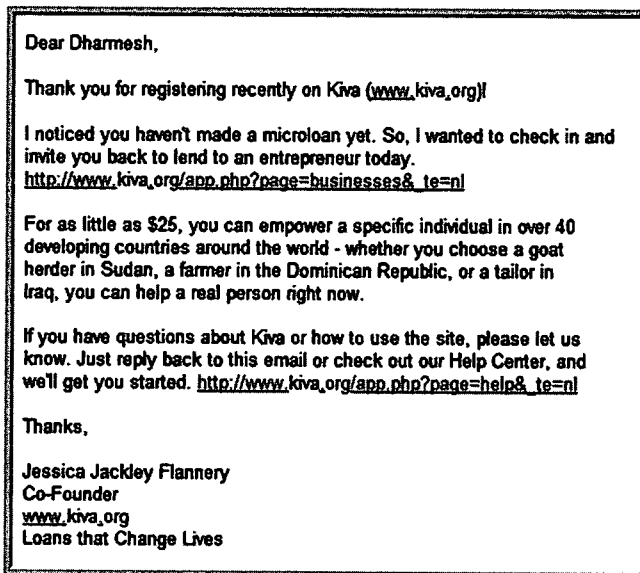 Dear Dharmesh,
Thank you for registering recently on Kiva (www.kiva.org)!
I noticed you haven't made a microloan yet. So, I wanted to check in and
invite you back to lend to an entrepreneur today.
http://www.kiva.org/app.php?page=businesses&_te=nl
For as little as $25, you can empower a specific individual in over 40
developing countries around the world - whether you choose a goat
herder in Sudan, a farmer in the Dominican Republic, or a tailor in
Iraq, you can help a real person right now.
If you have questions about Kiva or how to use the site, please let us
know. Just reply back to this email or check out our Help Center, and
we'll get you started. http://www.kiva.org/app.php?page=help&_te=nl
Thanks,
Jessica Jackley Flannery
Co-Founder
www.kiva.org
Loans that Change Lives